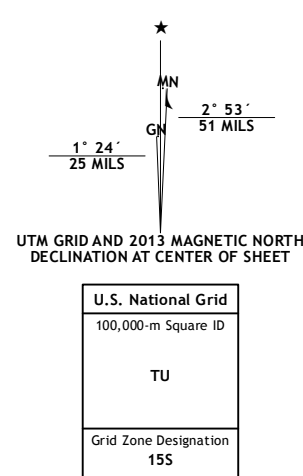 MN
2° 53´
51 MILS
GN
1° 24´
25 MILS
UTM GRID AND 2013 MAGNETIC NORTH
DECLINATION AT CENTER OF SHEET
U.S. National Grid
100,000-m Square ID
TU
Grid Zone Designation
15S